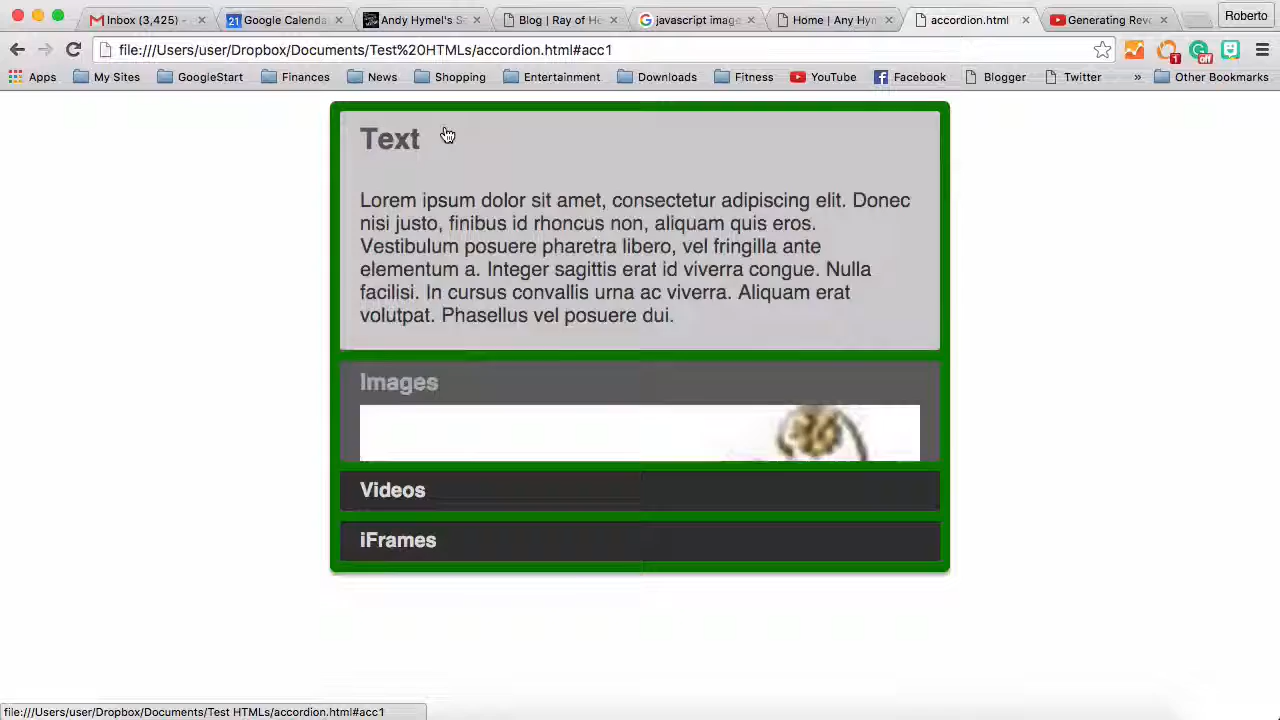 Inbox (3,425) -
Google Calenda
Andy Hymel's S
Blog | Ray of Ho
javascript image
Home | Any Hym
accordion.html
Generating Reve
Roberto
file:///Users/user/Dropbox/Documents/Test%20HTMLs/accordion.html#acc1
Apps
My Sites
GoogleStart
Finances
News
Shopping
Entertainment
Downloads
Fitness
YouTube
Facebook
Blogger
Twitter
»
Other Bookmarks
Text
Lorem ipsum dolor sit amet, consectetur adipiscing elit. Donec
nisi justo, finibus id rhoncus non, aliquam quis eros.
Vestibulum posuere pharetra libero, vel fringilla ante
elementum a. Integer sagittis erat id viverra congue. Nulla
facilisi. In cursus convallis urna ac viverra. Aliquam erat
volutpat. Phasellus vel posuere dui.
Images
Videos
iFrames
file:///Users/user/Dropbox/Documents/Test HTMLs/accordion.html#acc1